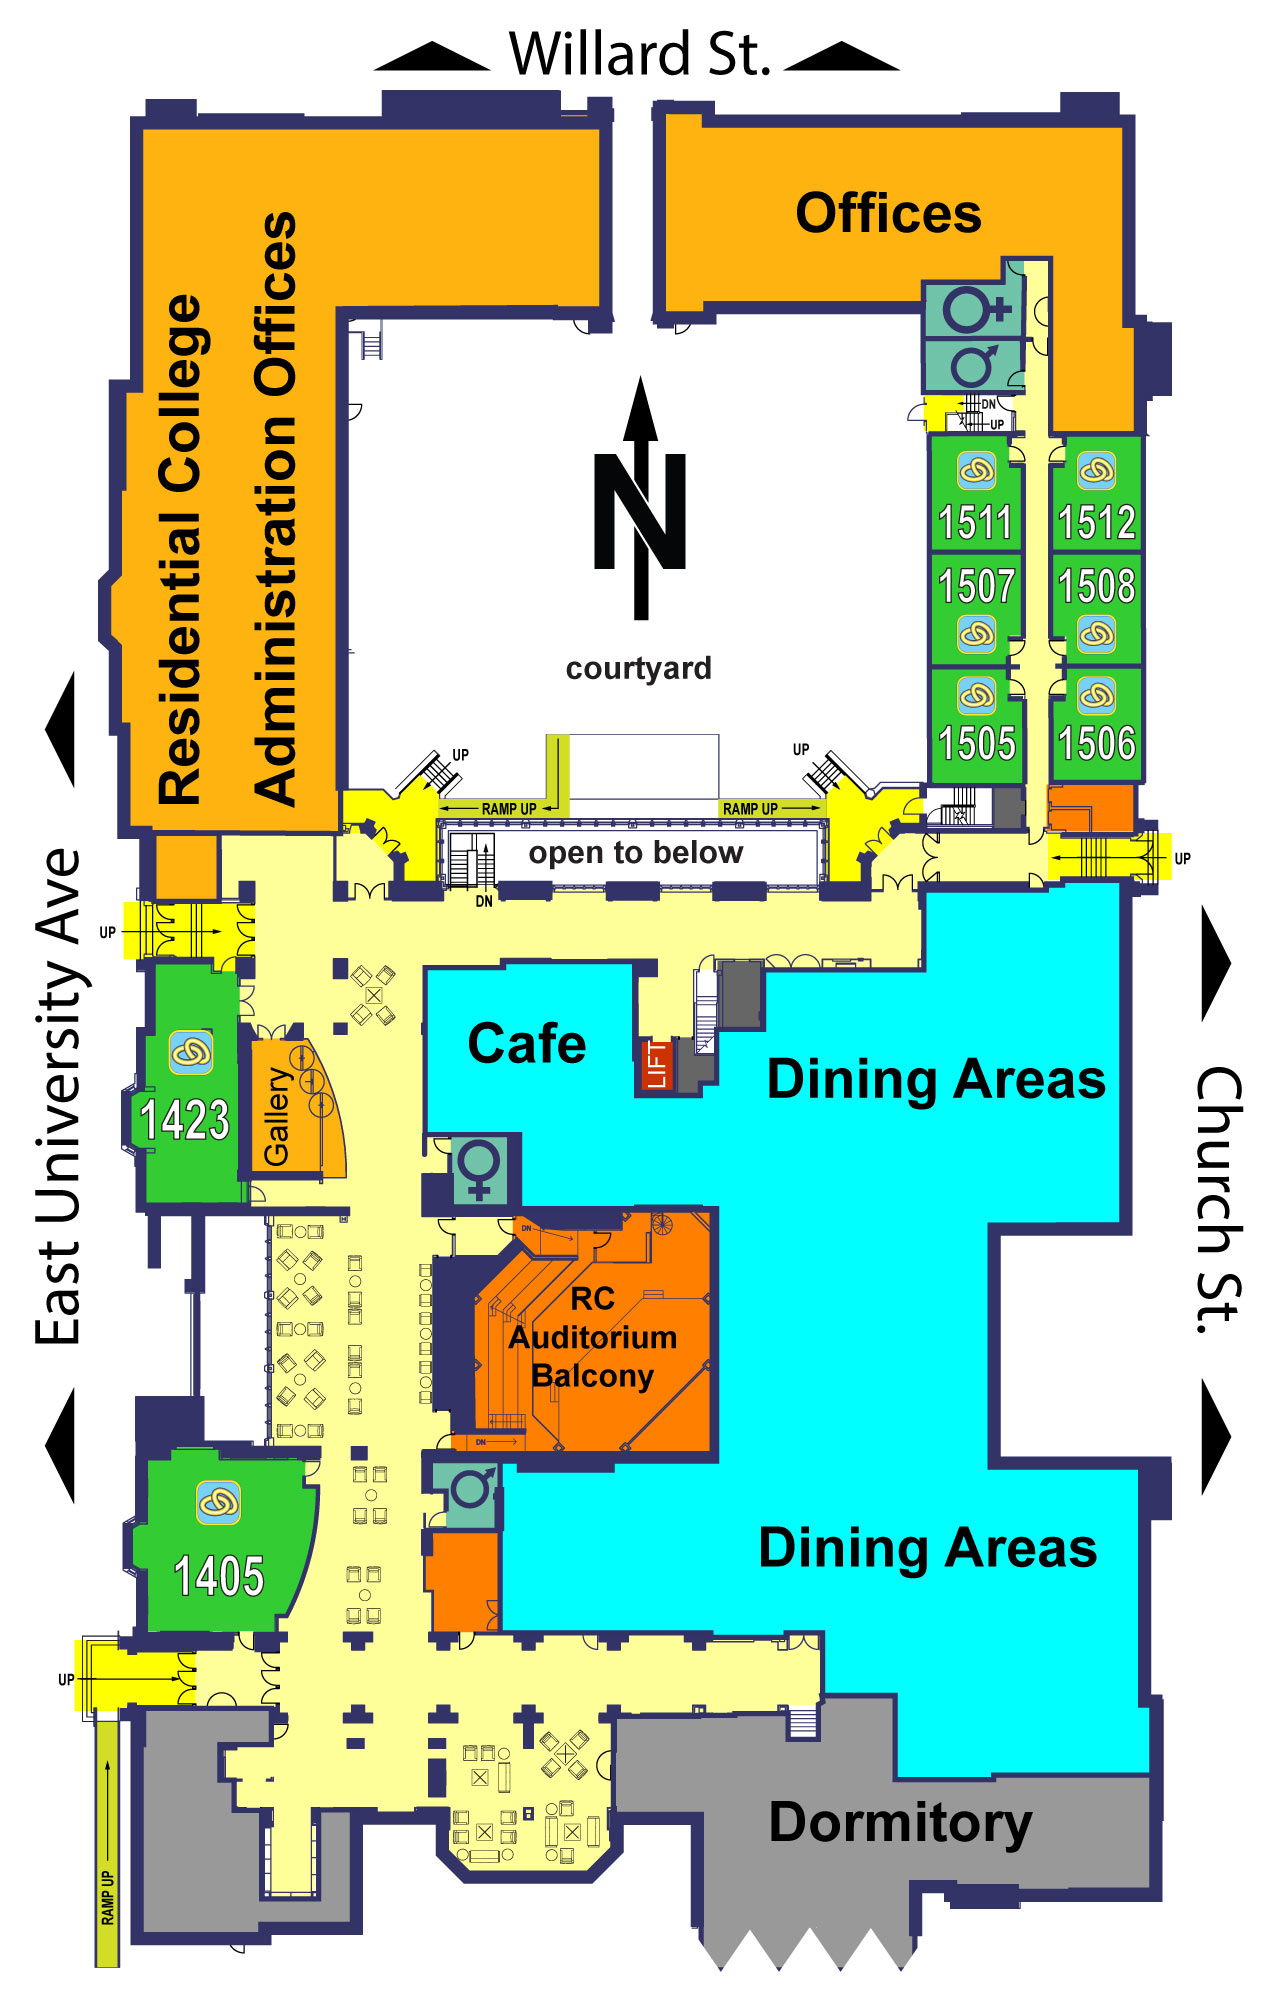 Willard St.
Offices
Residential College
Administration Offices
DN
UP
N
1511
1512
1507
1508
courtyard
1505
1506
UP
UP
RAMP UP
RAMP UP
open to below
DN
UP
UP
East University Ave
Church St.
Cafe
LIFT
Dining Areas
Gallery
1423
DN
RC
Auditorium
Balcony
DN
1405
Dining Areas
UP
Dormitory
RAMP UP